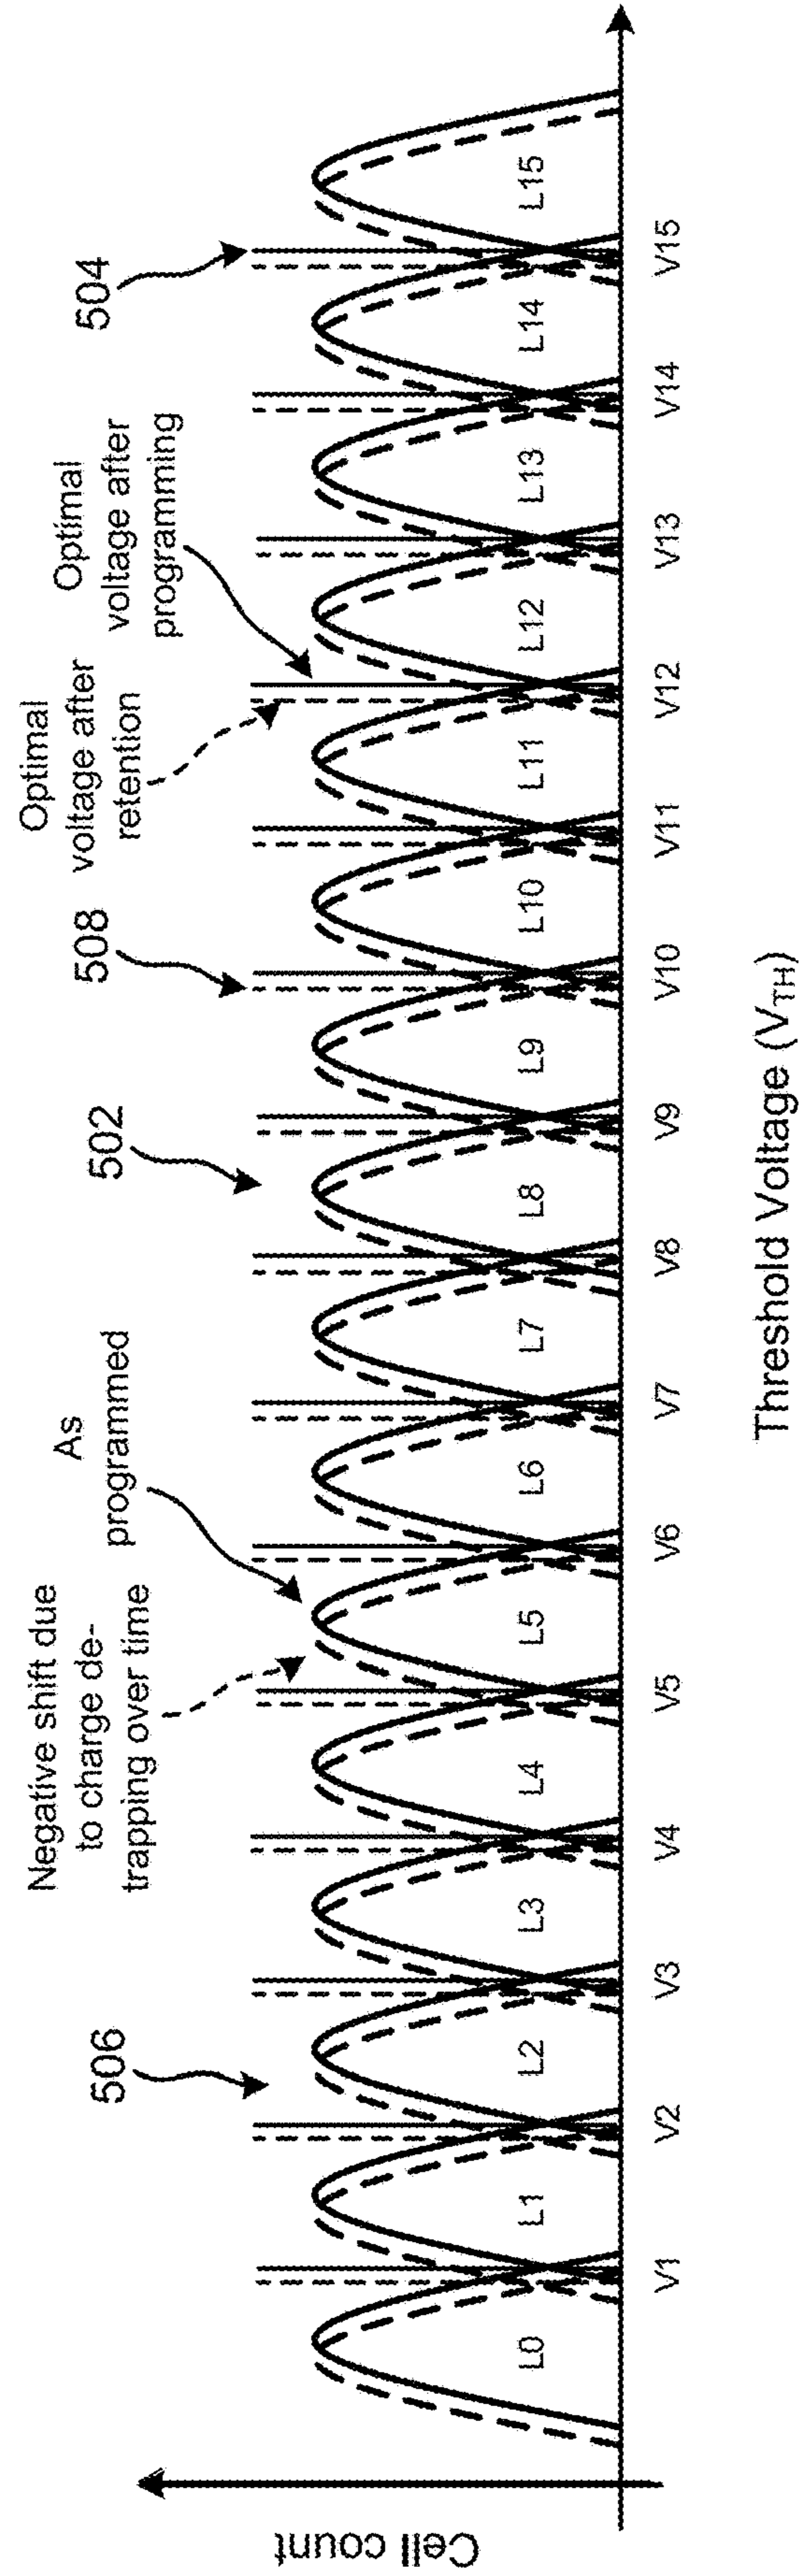 Negative shift due
to charge de-
trapping over time
As
programmed
Optimal
voltage after
retention
Optimal
voltage after
programming
506
502
508
504
Cell count
L0
L1
L2
L3
L4
L5
L6
L7
L8
L9
L10
L11
L12
L13
L14
L15
V1
V2
V3
V4
V5
V6
V7
V8
V9
V10
V11
V12
V13
V14
V15
Threshold Voltage (VTH)